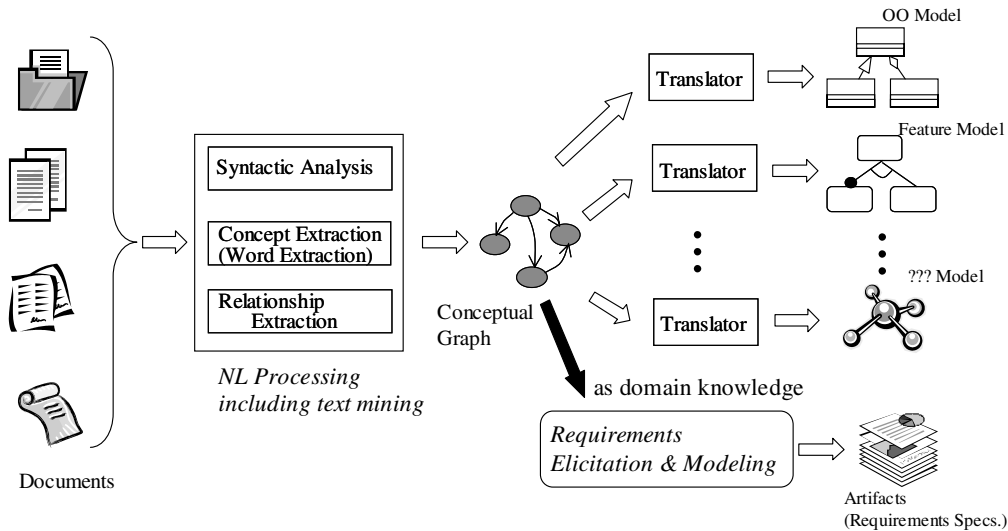 Documents
Syntactic Analysis
Concept Extraction
(Word Extraction)
Relationship
Extraction
NL Processing
including text mining
Conceptual
Graph
Translator
OO Model
Translator
Feature Model
Translator
??? Model
as domain knowledge
Requirements
Elicitation & Modeling
Artifacts
(Requirements Specs.)